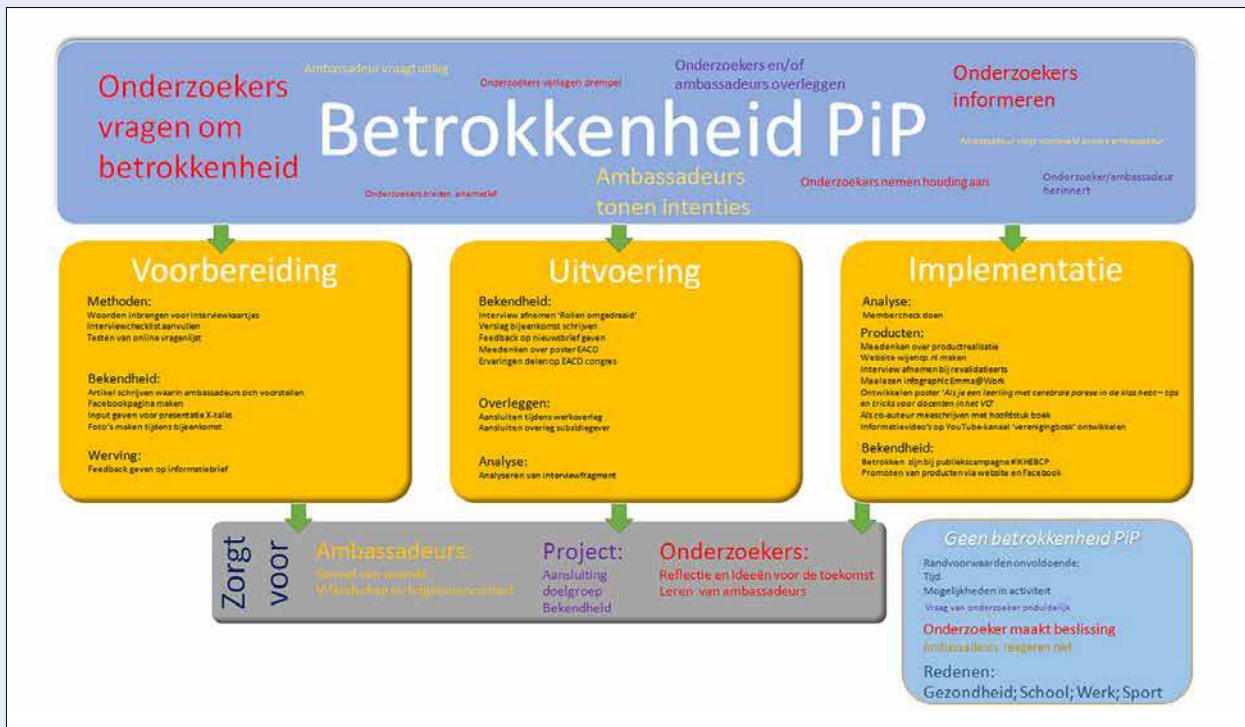 Onderzoekers
vragen om
betrokkenheid
Ambassadeur vraagt uitleg
Onderzoekers verlagen drempel
Onderzoekers en/of
ambassadeurs overleggen
Onderzoekers
informeren
Betrokkenheid PiP
Onderzoekers bieden alternatief
Ambassadeurs
tonen intenties
Onderzoekers nemen houding aan
Onderzoeker/ambassadeur
herinnert
Voorbereiding
Methoden:
Woorden inbrengen voor interviewkaartjes
Interviewchecklist aanvullen
Testen van online vragenlijst
Bekendheid:
Artikel schrijven waarin ambassadeurs zich voorstellen
Facebookpagina maken
Input geven voor presentatie X-talks
Foto's maken tijdens bijeenkomst
Werving:
Feedback geven op informatiebrief
Uitvoering
Bekendheid:
Interview afnemen 'Rollen omgedraaid'
Verslag bijeenkomst schrijven
Feedback op nieuwsbrief geven
Meedenken over poster EACD
Ervaringen delen op EACD congres
Overleggen:
Aansluiten tijdens werkoverleg
Aansluiten overleg subsidiegever
Analyse:
Analyseren van interviewfragment
Implementatie
Analyse:
Membercheck doen
Producten:
Meedenken over productrealisatie
Website wijencp.nl maken
Interview afnemen bij revalidatiearts
Meelezen infographic Emma@Work
Ontwikkelen poster 'Als je een leerling met cerebrale parese in de klas hebt – tips
en tricks voor docenten in het VO'
Als co-auteur meeschrijven met hoofdstuk boek
Informatievideo's op YouTube-kanaal 'verenigingbosk' ontwikkelen
Bekendheid:
Betrokken zijn bij publiekscampagne #IKHEBCP
Promoten van producten via website en Facebook
Zorgt
voor
Ambassadeurs:
Project:
Aansluiting
doelgroep
Bekendheid
Onderzoekers:
Reflectie en ideeën voor de toekomst
Leren van ambassadeurs
Geen betrokkenheid PiP
Randvoorwaarden onvoldoende:
Tijd
Mogelijkheden in activiteit
Vraag van onderzoeker onduidelijk
Onderzoeker maakt beslissing
Ambassadeurs reageren niet
Redenen:
Gezondheid; School; Werk; Sport